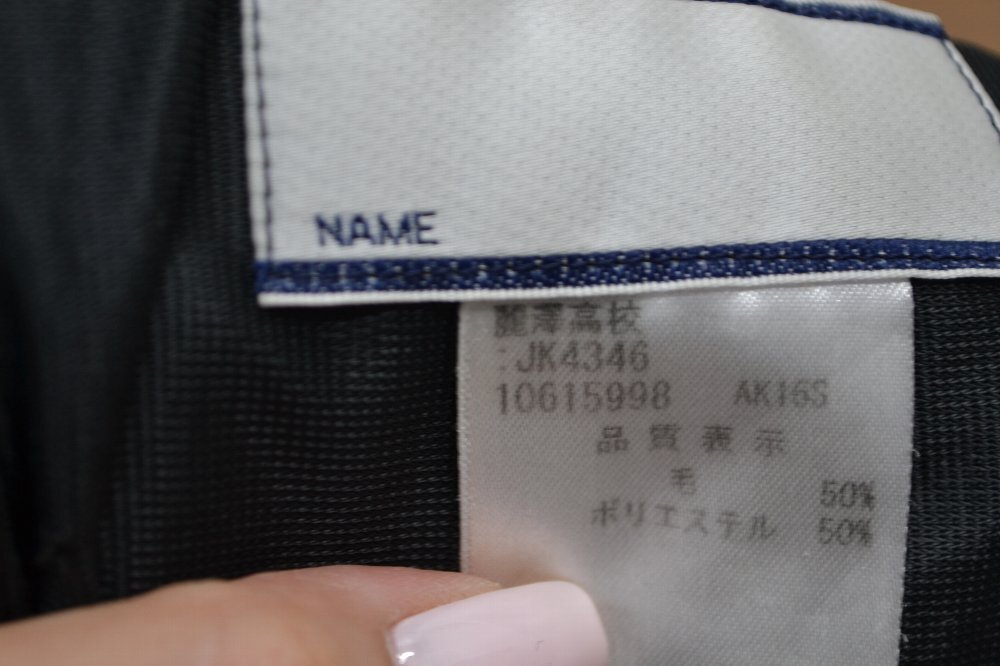 NAME
麗澤高校
:JK4346
10615998 AK16S
品質表示
毛 50%
ポリエステル 50%